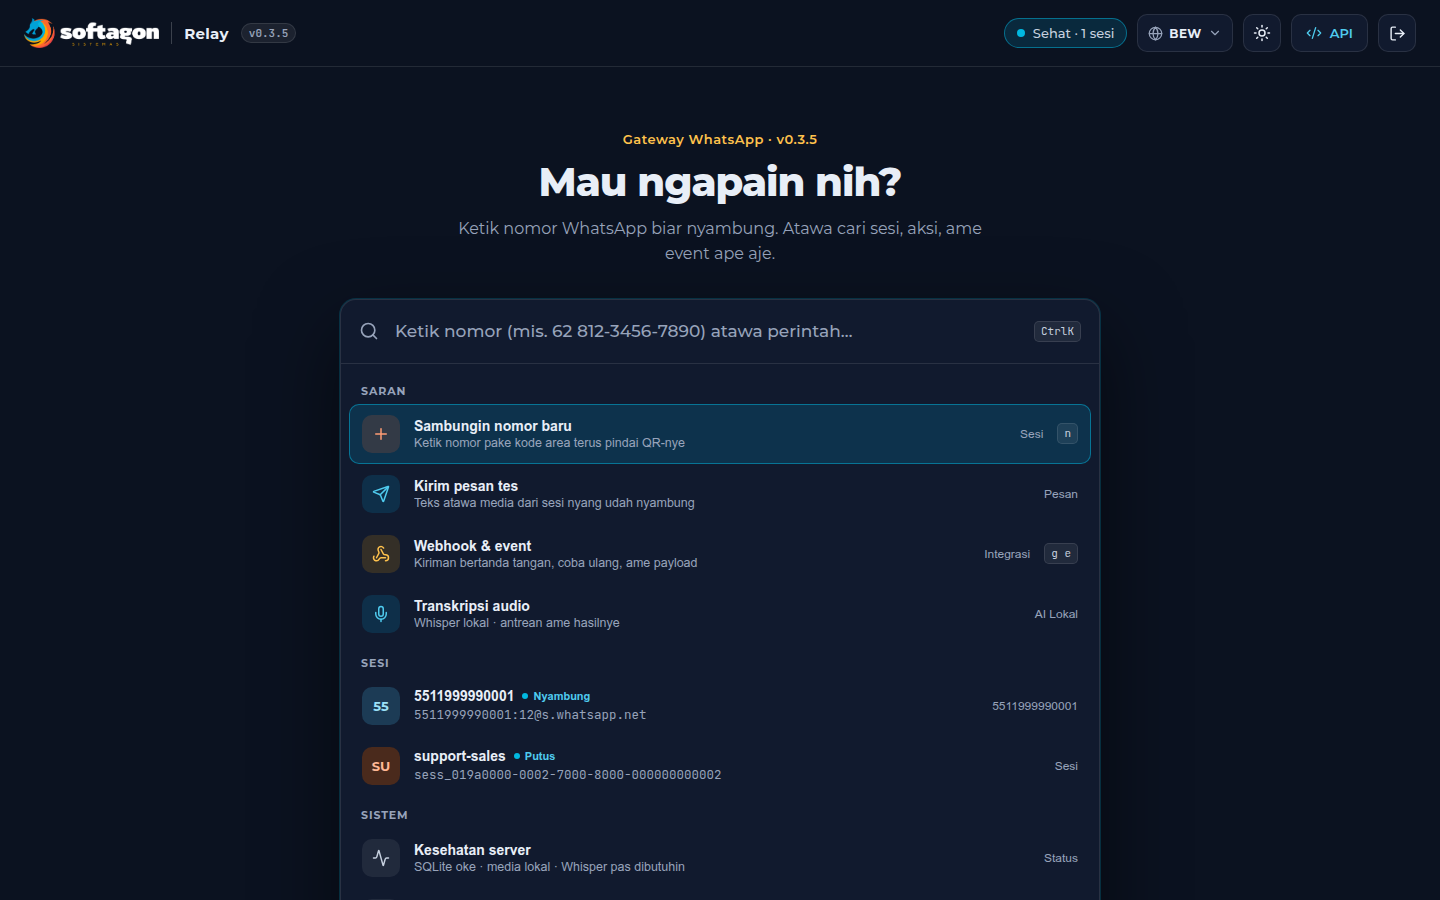 softagon
SISTEMAS
Relay
v0.3.5
Sehat · 1 sesi
BEW
API
Gateway WhatsApp · v0.3.5
Mau ngapain nih?
Ketik nomor WhatsApp biar nyambung. Atawa cari sesi, aksi, ame
event ape aje.
Ketik nomor (mis. 62 812-3456-7890) atawa perintah...
CtrlK
SARAN
Sambungin nomor baru
Ketik nomor pake kode area terus pindai QR-nye
Sesi
n
Kirim pesan tes
Teks atawa media dari sesi nyang udah nyambung
Pesan
Webhook & event
Kiriman bertanda tangan, coba ulang, ame payload
Integrasi
g e
Transkripsi audio
Whisper lokal · antrean ame hasilnye
AI Lokal
SESI
55
5511999990001
Nyambung
5511999990001:12@s.whatsapp.net
5511999990001
SU
support-sales
Putus
sess_019a0000-0002-7000-8000-000000000002
Sesi
SISTEM
Kesehatan server
SQLite oke · media lokal · Whisper pas dibutuhin
Status